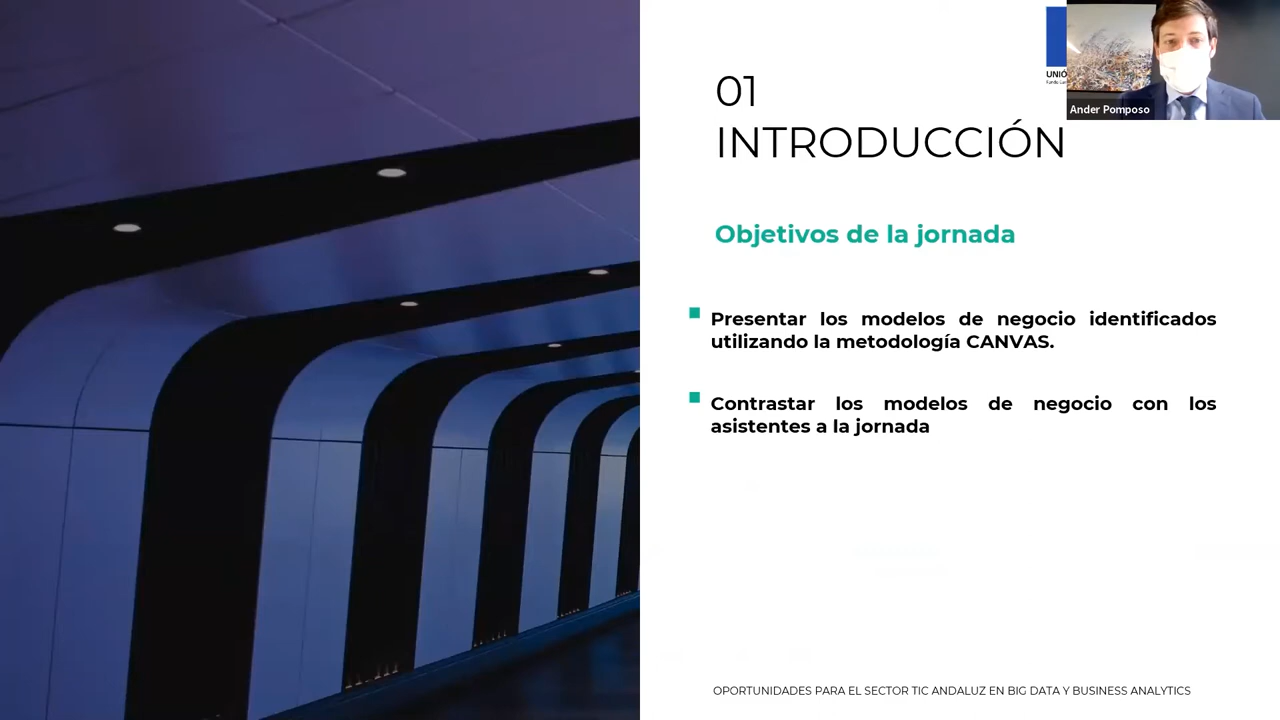 01
INTRODUCCIÓN
UNIÓ
Ander Pomposo
Objetivos de la jornada
Presentar los modelos de negocio identificados
utilizando la metodología CANVAS.
Contrastar los modelos de negocio con los
asistentes a la jornada
OPORTUNIDADES PARA EL SECTOR TIC ANDALUZ EN BIG DATA Y BUSINESS ANALYTICS